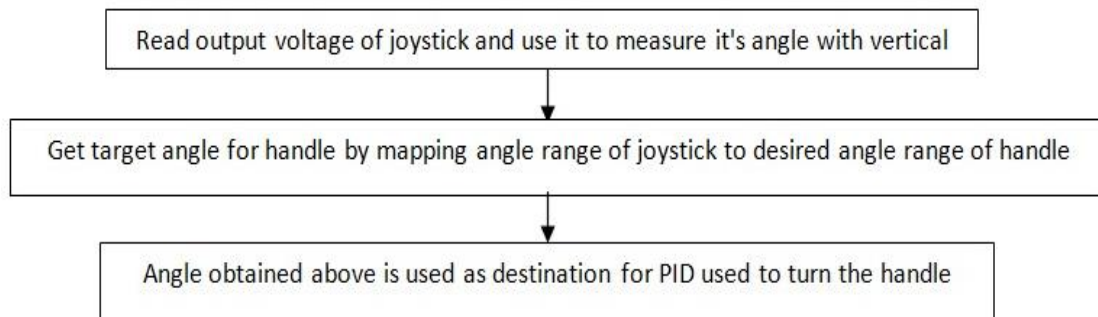 Read output voltage of joystick and use it to measure it's angle with vertical
Get target angle for handle by mapping angle range of joystick to desired angle range of handle
Angle obtained above is used as destination for PID used to turn the handle